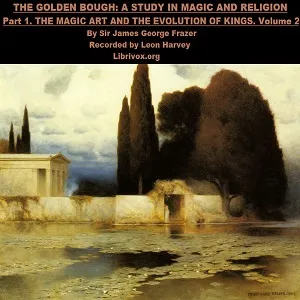 THE GOLDEN BOUGH: A STUDY IN MAGIC AND RELIGION
Part 1. THE MAGIC ART AND THE EVOLUTION OF KINGS. Volume 2
By Sir James George Frazer
Recorded by Leon Harvey
Librivox.org